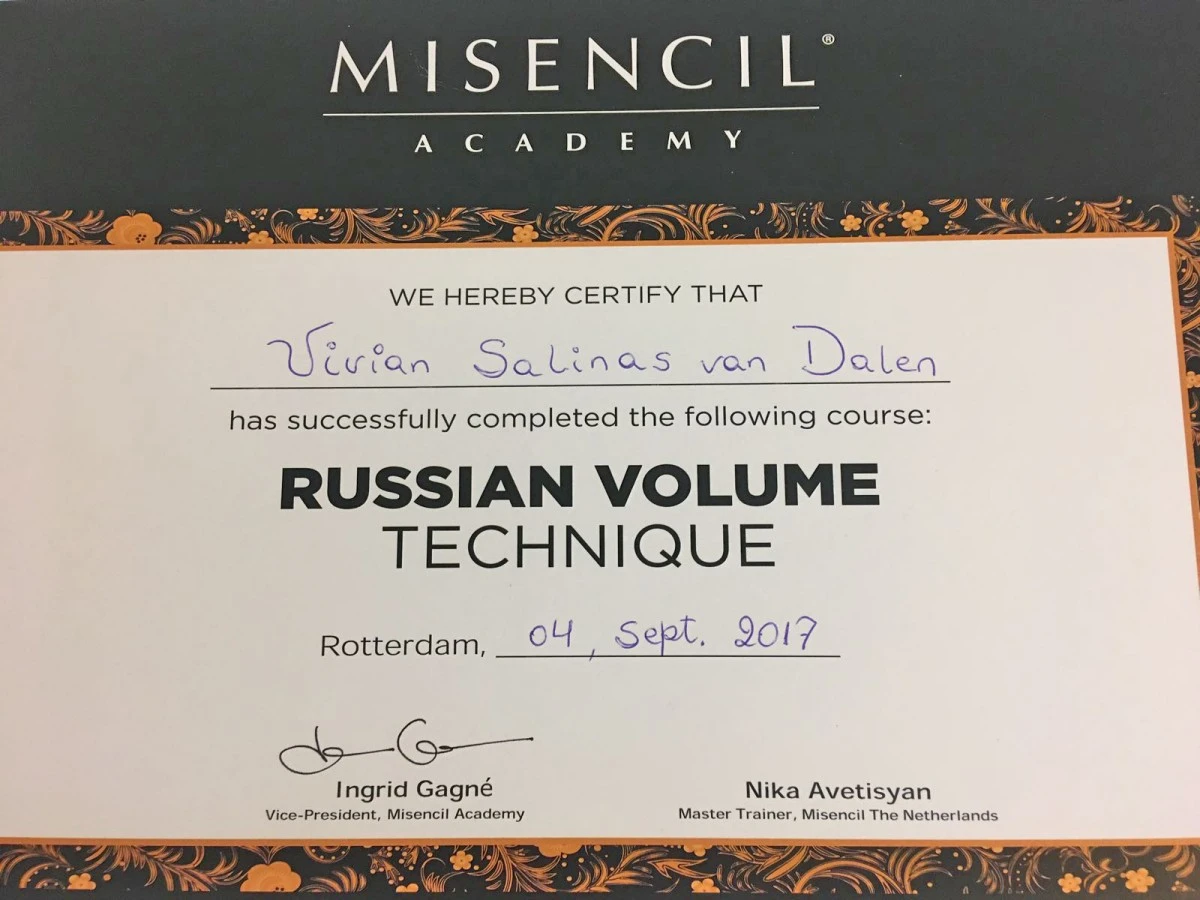 MISENCIL®
ACADEMY
WE HEREBY CERTIFY THAT
Vivian Salinas van Dalen
has successfully completed the following course:
RUSSIAN VOLUME
TECHNIQUE
Rotterdam, 04, Sept. 2017
Ingrid Gagné
Vice-President, Misencil Academy
Nika Avetisyan
Master Trainer, Misencil The Netherlands